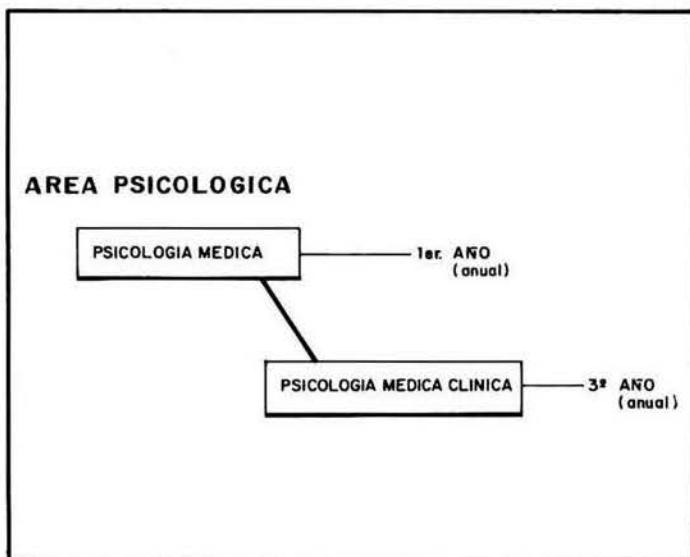 AREA PSICOLOGICA
PSICOLOGIA MEDICA
1er. AÑO
(anual)
PSICOLOGIA MEDICA CLINICA
3º AÑO
(anual)